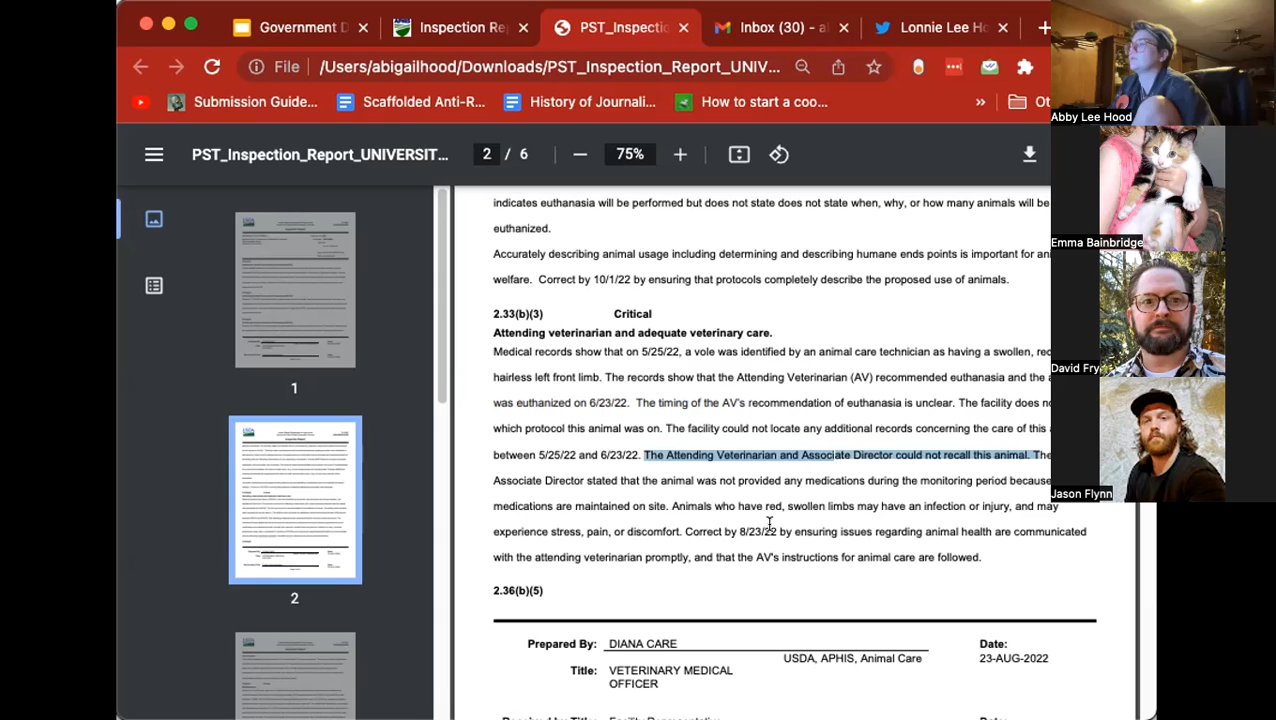 Government D
Inspection Re
PST_Inspectio
Inbox (30) - al
Lonnie Lee Ho
File
/Users/abigailhood/Downloads/PST_Inspection_Report_UNIV...
Submission Guide...
Scaffolded Anti-R...
History of Journali...
How to start a coo...
»
Ot
PST_Inspection_Report_UNIVERSIT...
2 / 6
75%
1
2
indicates euthanasia will be performed but does not state does not state when, why, or how many animals will be
euthanized.
Accurately describing animal usage including determining and describing humane ends points is important for an
welfare. Correct by 10/1/22 by ensuring that protocols completely describe the proposed use of animals.
2.33(b)(3) Critical
Attending veterinarian and adequate veterinary care.
Medical records show that on 5/25/22, a vole was identified by an animal care technician as having a swollen, red
hairless left front limb. The records show that the Attending Veterinarian (AV) recommended euthanasia and the a
was euthanized on 6/23/22. The timing of the AV's recommendation of euthanasia is unclear. The facility does no
which protocol this animal was on. The facility could not locate any additional records concerning the care of this a
between 5/25/22 and 6/23/22. The Attending Veterinarian and Associate Director could not recall this animal. The
Associate Director stated that the animal was not provided any medications during the monitoring period because
medications are maintained on site. Animals who have red, swollen limbs may have an infection or injury, and may
experience stress, pain, or discomfort. Correct by 8/23/22 by ensuring issues regarding animal health are communicated
with the attending veterinarian promptly, and that the AV's instructions for animal care are followed.
2.36(b)(5)
Prepared By: DIANA CARE
Date:
USDA, APHIS, Animal Care
23-AUG-2022
Title: VETERINARY MEDICAL
OFFICER
Abby Lee Hood
Emma Bainbridge
David Fry
Jason Flynn